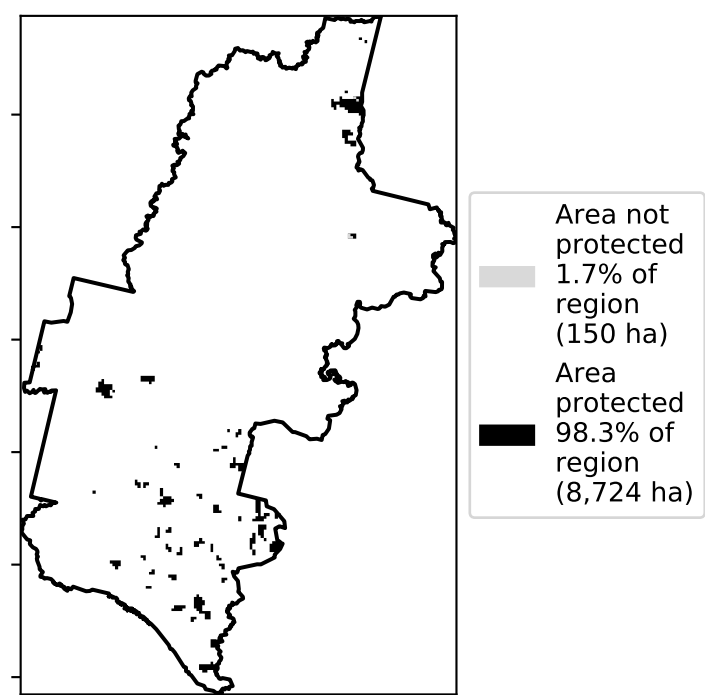 Area not
protected
1.7% of
region
(150 ha)
Area
protected
98.3% of
region
(8,724 ha)